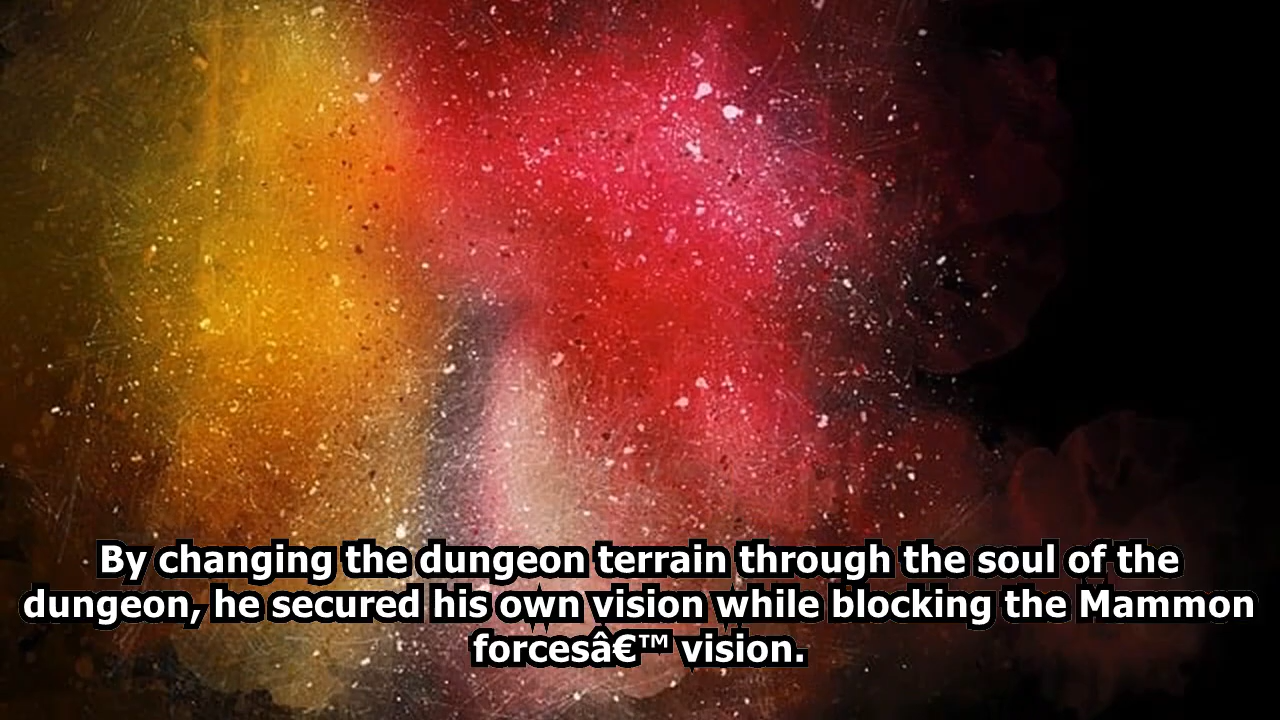 By changing the dungeon terrain through the soul of the
dungeon, he secured his own vision while blocking the Mammon
forcesâ€™ vision.